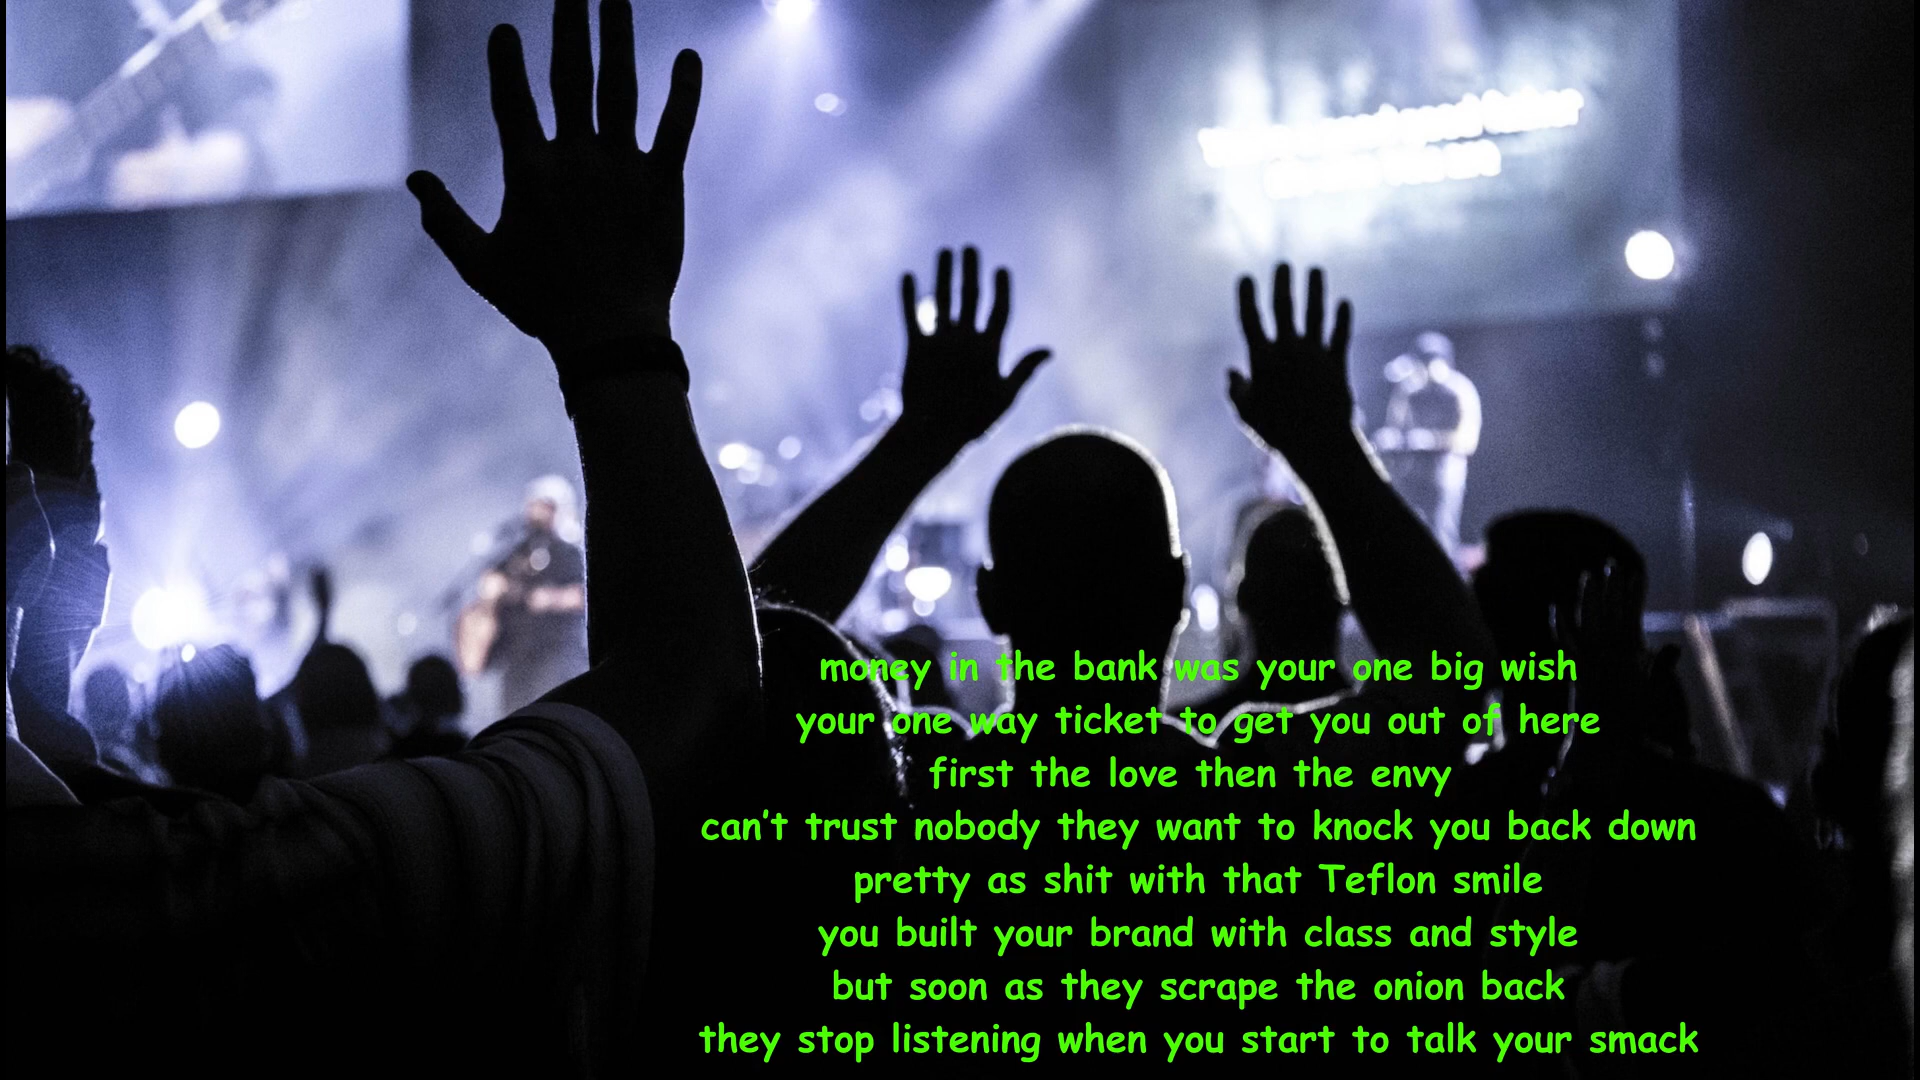 money in the bank was your one big wish
your one way ticket to get you out of here
first the love then the envy
can't trust nobody they want to knock you back down
pretty as shit with that Teflon smile
you built your brand with class and style
but soon as they scrape the onion back
they stop listening when you start to talk your smack